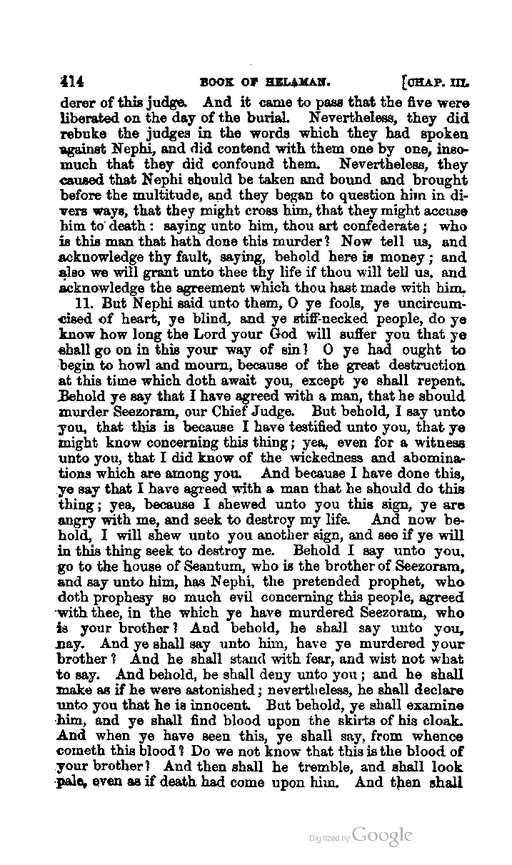 414 BOOK OF HELAMAN. [CHAP. III.
derer of this judge. And it came to pass that the five were
liberated on the day of the burial. Nevertheless, they did
rebuke the judges in the words which they had spoken
against Nephi, and did contend with them one by one, inso-
much that they did confound them. Nevertheless, they
caused that Nephi should be taken and bound and brought
before the multitude, and they began to question him in di-
vers ways, that they might cross him, that they might accuse
him to death: saying unto him, thou art confederate; who
is this man that hath done this murder? Now tell us, and
acknowledge thy fault, saying, behold here is money; and
also we will grant unto thee thy life if thou will tell us, and
acknowledge the agreement which thou hast made with him.
11. But Nephi said unto them, O ye fools, ye uncircum-
cised of heart, ye blind, and ye stiff-necked people, do ye
know how long the Lord your God will suffer you that ye
shall go on in this your way of sin? O ye had ought to
begin to howl and mourn, because of the great destruction
at this time which doth await you, except ye shall repent.
Behold ye say that I have agreed with a man, that he should
murder Seezoram, our Chief Judge. But behold, I say unto
you, that this is because I have testified unto you, that ye
might know concerning this thing; yea, even for a witness
unto you, that I did know of the wickedness and abomina-
tions which are among you. And because I have done this,
ye say that I have agreed with a man that he should do this
thing; yea, because I shewed unto you this sign, ye are
angry with me, and seek to destroy my life. And now be-
hold, I will shew unto you another sign, and see if ye will
in this thing seek to destroy me. Behold I say unto you,
go to the house of Seantum, who is the brother of Seezoram,
and say unto him, has Nephi, the pretended prophet, who
doth prophesy so much evil concerning this people, agreed
with thee, in the which ye have murdered Seezoram, who
is your brother? And behold, he shall say unto you,
nay. And ye shall say unto him, have ye murdered your
brother? And he shall stand with fear, and wist not what
to say. And behold, he shall deny unto you; and he shall
make as if he were astonished; nevertheless, he shall declare
unto you that he is innocent. But behold, ye shall examine
him, and ye shall find blood upon the skirts of his cloak.
And when ye have seen this, ye shall say, from whence
cometh this blood? Do we not know that this is the blood of
your brother? And then shall he tremble, and shall look
pale, even as if death had come upon him. And then shall
Digitized by Google